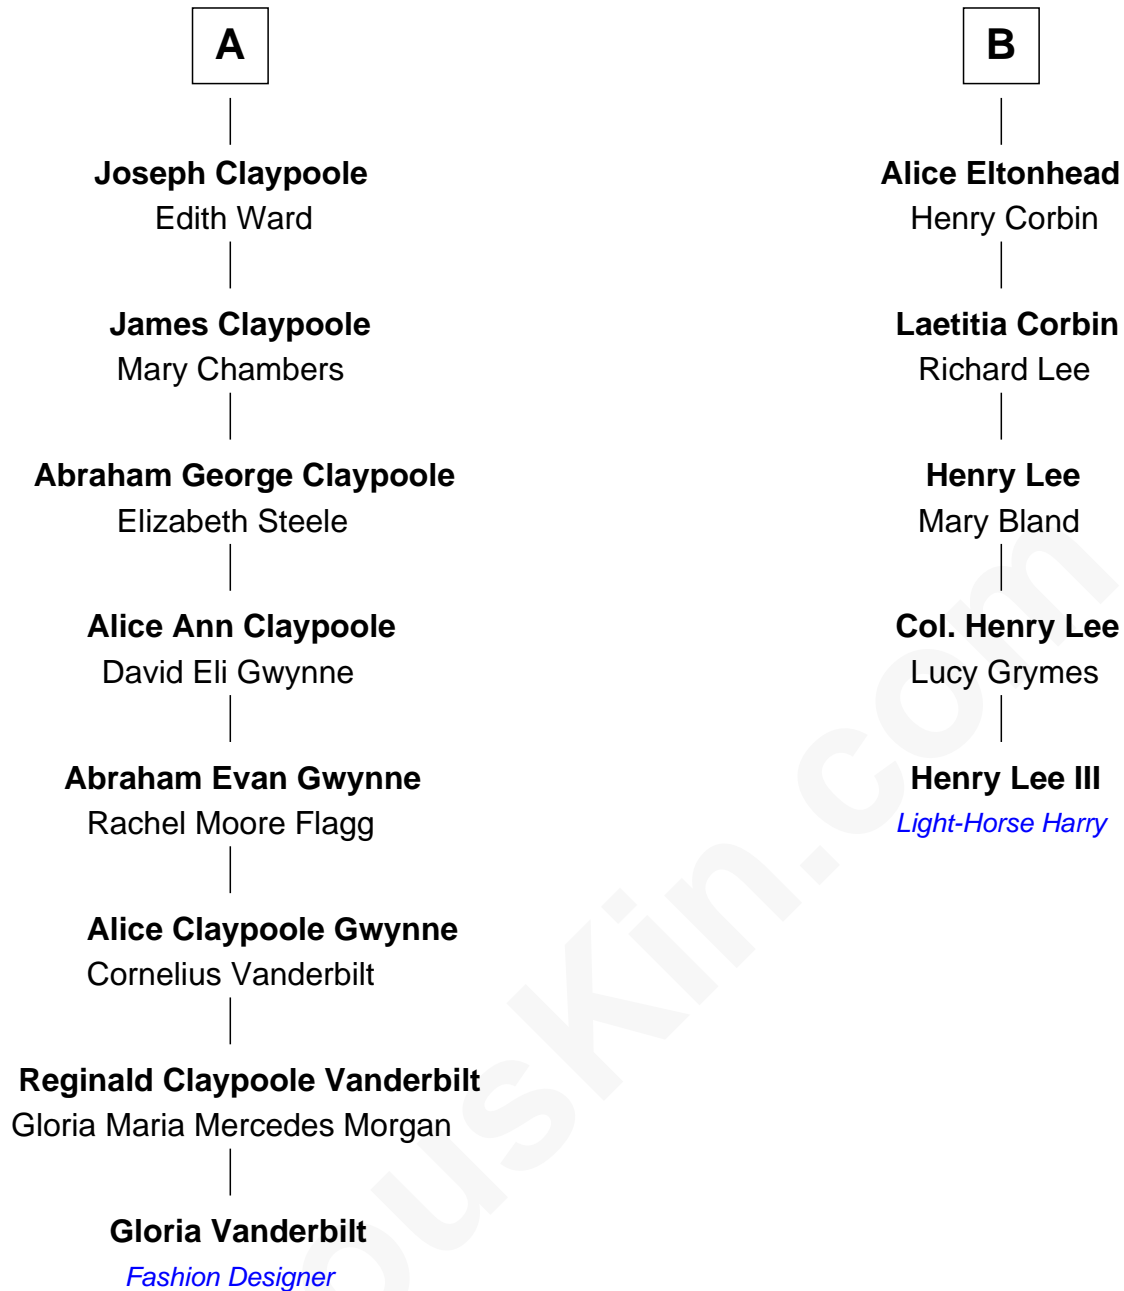 A
Joseph Claypoole
Edith Ward
James Claypoole
Mary Chambers
Abraham George Claypoole
Elizabeth Steele
Alice Ann Claypoole
David Eli Gwynne
Abraham Evan Gwynne
Rachel Moore Flagg
Alice Claypoole Gwynne
Cornelius Vanderbilt
Reginald Claypoole Vanderbilt
Gloria Maria Mercedes Morgan
Gloria Vanderbilt
Fashion Designer
B
Alice Eltonhead
Henry Corbin
Laetitia Corbin
Richard Lee
Henry Lee
Mary Bland
Col. Henry Lee
Lucy Grymes
Henry Lee III
Light-Horse Harry
ousKin.com